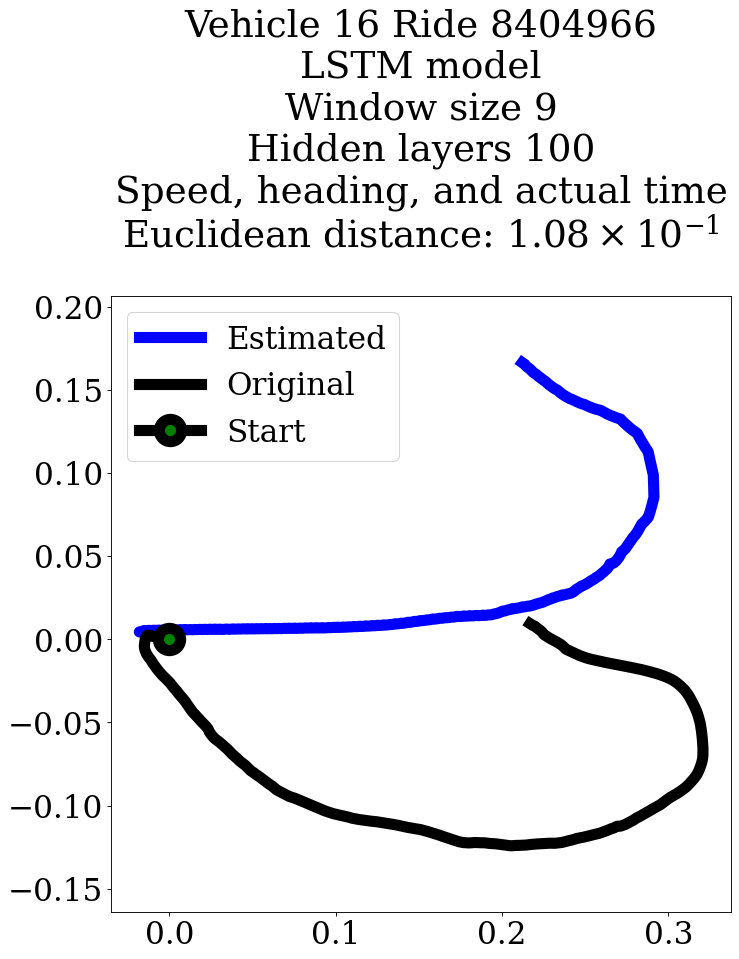 Vehicle 16 Ride 8404966
LSTM model
Window size 9
Hidden layers 100
Speed, heading, and actual time
Euclidean distance: 1.08 × 10⁻¹
0.20
Estimated
0.15
Original
Start
0.10
0.05
0.00
−0.05
−0.10
−0.15
0.0 0.1 0.2 0.3